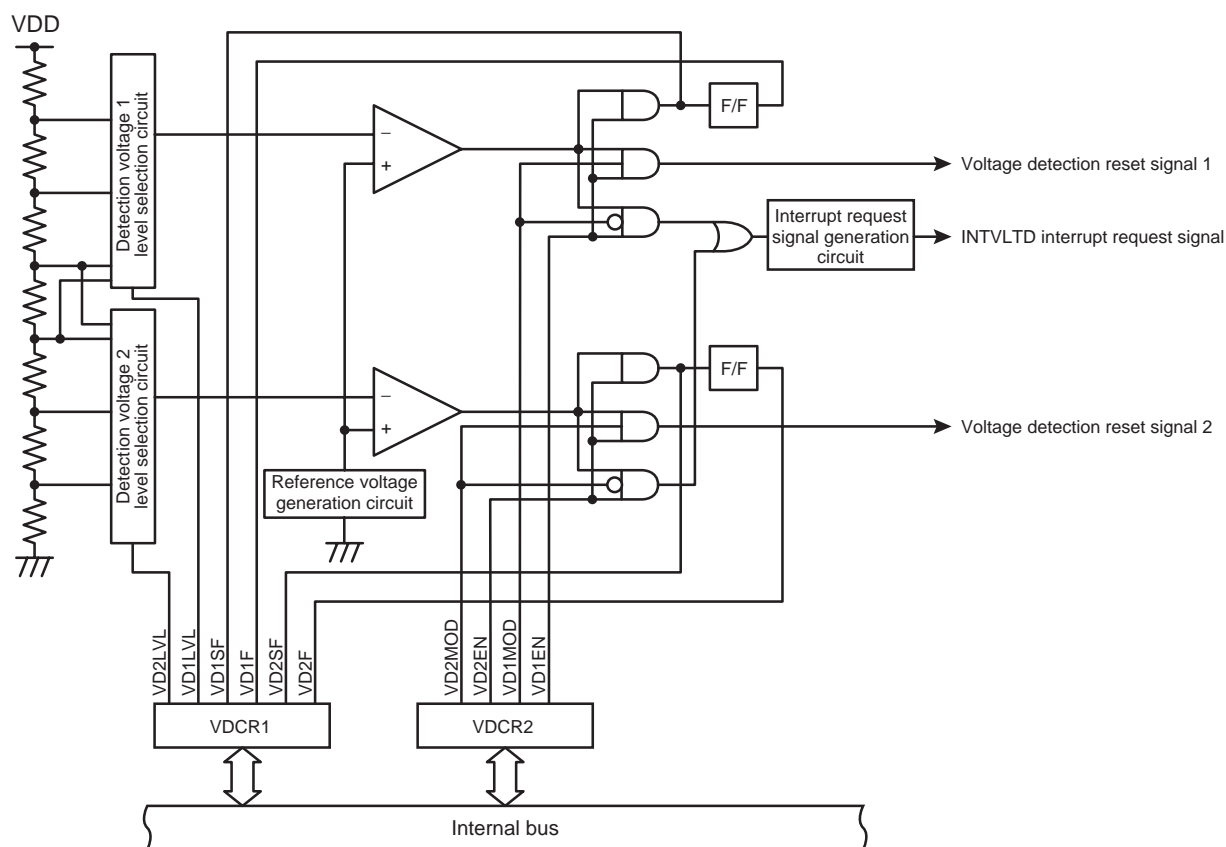 VDD
Detection voltage 1
level selection circuit
−
+
F/F
Voltage detection reset signal 1
Interrupt request
signal generation
circuit
INTVLTD interrupt request signal
Detection voltage 2
level selection circuit
−
+
F/F
Voltage detection reset signal 2
Reference voltage
generation circuit
VD2LVL
VD1LVL
VD1SF
VD1F
VD2SF
VD2F
VD2MOD
VD2EN
VD1MOD
VD1EN
VDCR1
VDCR2
Internal bus